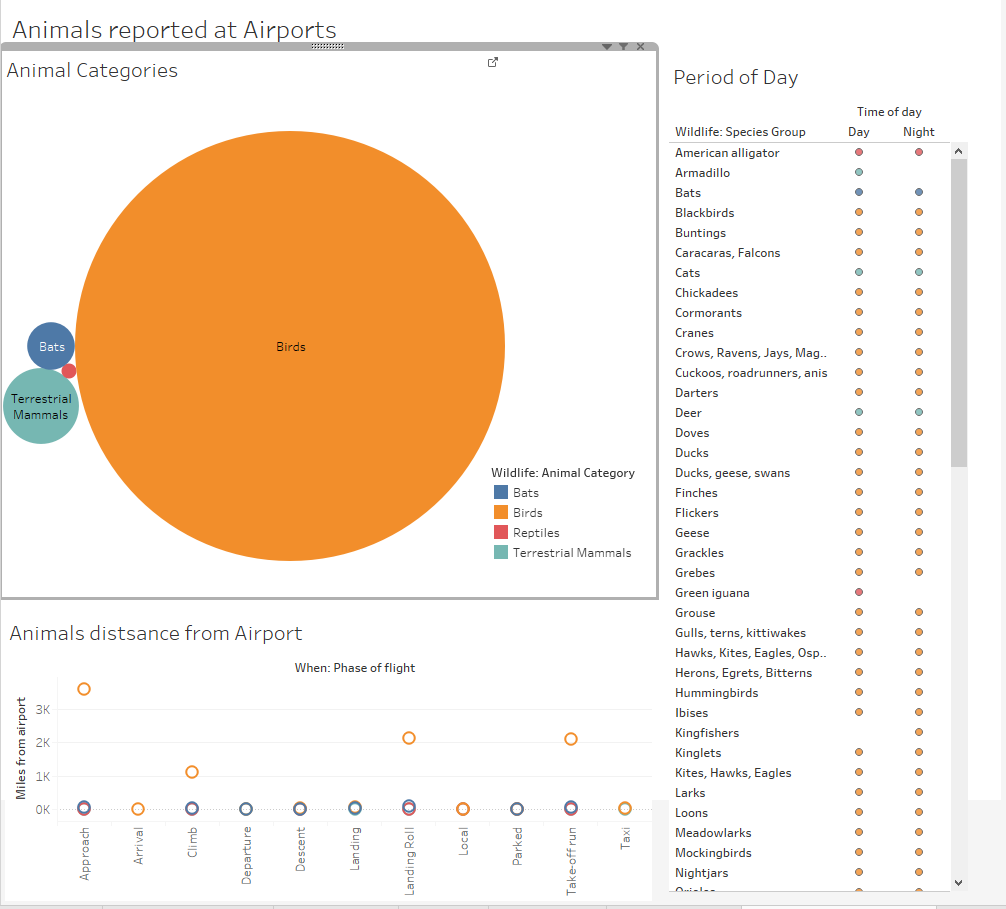 Animals reported at Airports
Animal Categories
Birds
Bats
Terrestrial
Mammals
Wildlife: Animal Category
Bats
Birds
Reptiles
Terrestrial Mammals
Animals distsance from Airport
When: Phase of flight
Miles from airport
3K
2K
1K
0K
Approach
Arrival
Climb
Departure
Descent
Landing
Landing Roll
Local
Parked
Take-off run
Taxi
Period of Day
Time of day
Wildlife: Species Group Day Night
American alligator
Armadillo
Bats
Blackbirds
Buntings
Caracaras, Falcons
Cats
Chickadees
Cormorants
Cranes
Crows, Ravens, Jays, Mag..
Cuckoos, roadrunners, anis
Darters
Deer
Doves
Ducks
Ducks, geese, swans
Finches
Flickers
Geese
Grackles
Grebes
Green iguana
Grouse
Gulls, terns, kittiwakes
Hawks, Kites, Eagles, Osp..
Herons, Egrets, Bitterns
Hummingbirds
Ibises
Kingfishers
Kinglets
Kites, Hawks, Eagles
Larks
Loons
Meadowlarks
Mockingbirds
Nightjars